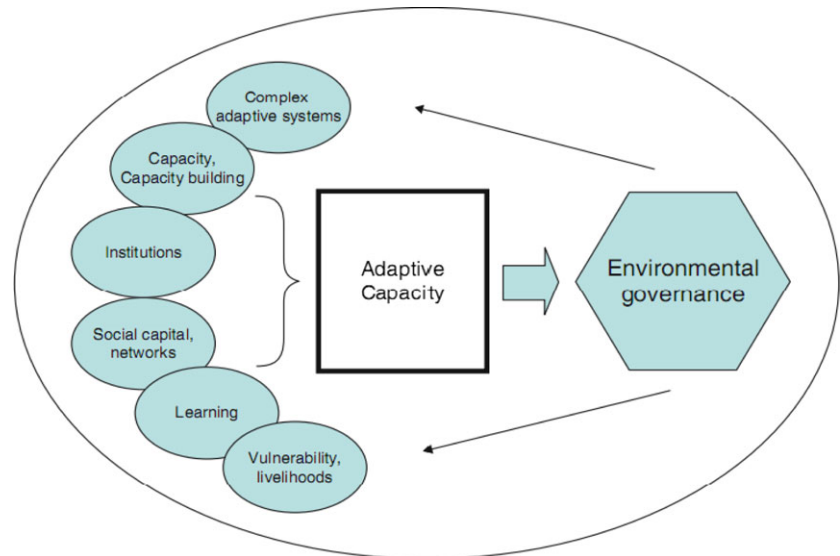 Complex
adaptive systems
Capacity,
Capacity building
Institutions
Social capital,
networks
Learning
Vulnerability,
livelihoods
Adaptive
Capacity
Environmental
governance